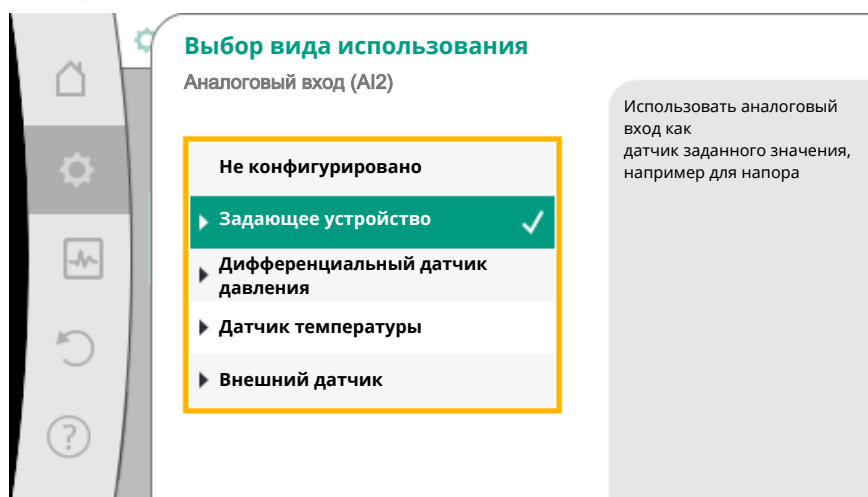 Выбор вида использования
Аналоговый вход (AI2)
Использовать аналоговый
вход как
датчик заданного значения,
например для напора
Не конфигурировано
Задающее устройство
Дифференциальный датчик
давления
Датчик температуры
Внешний датчик
?